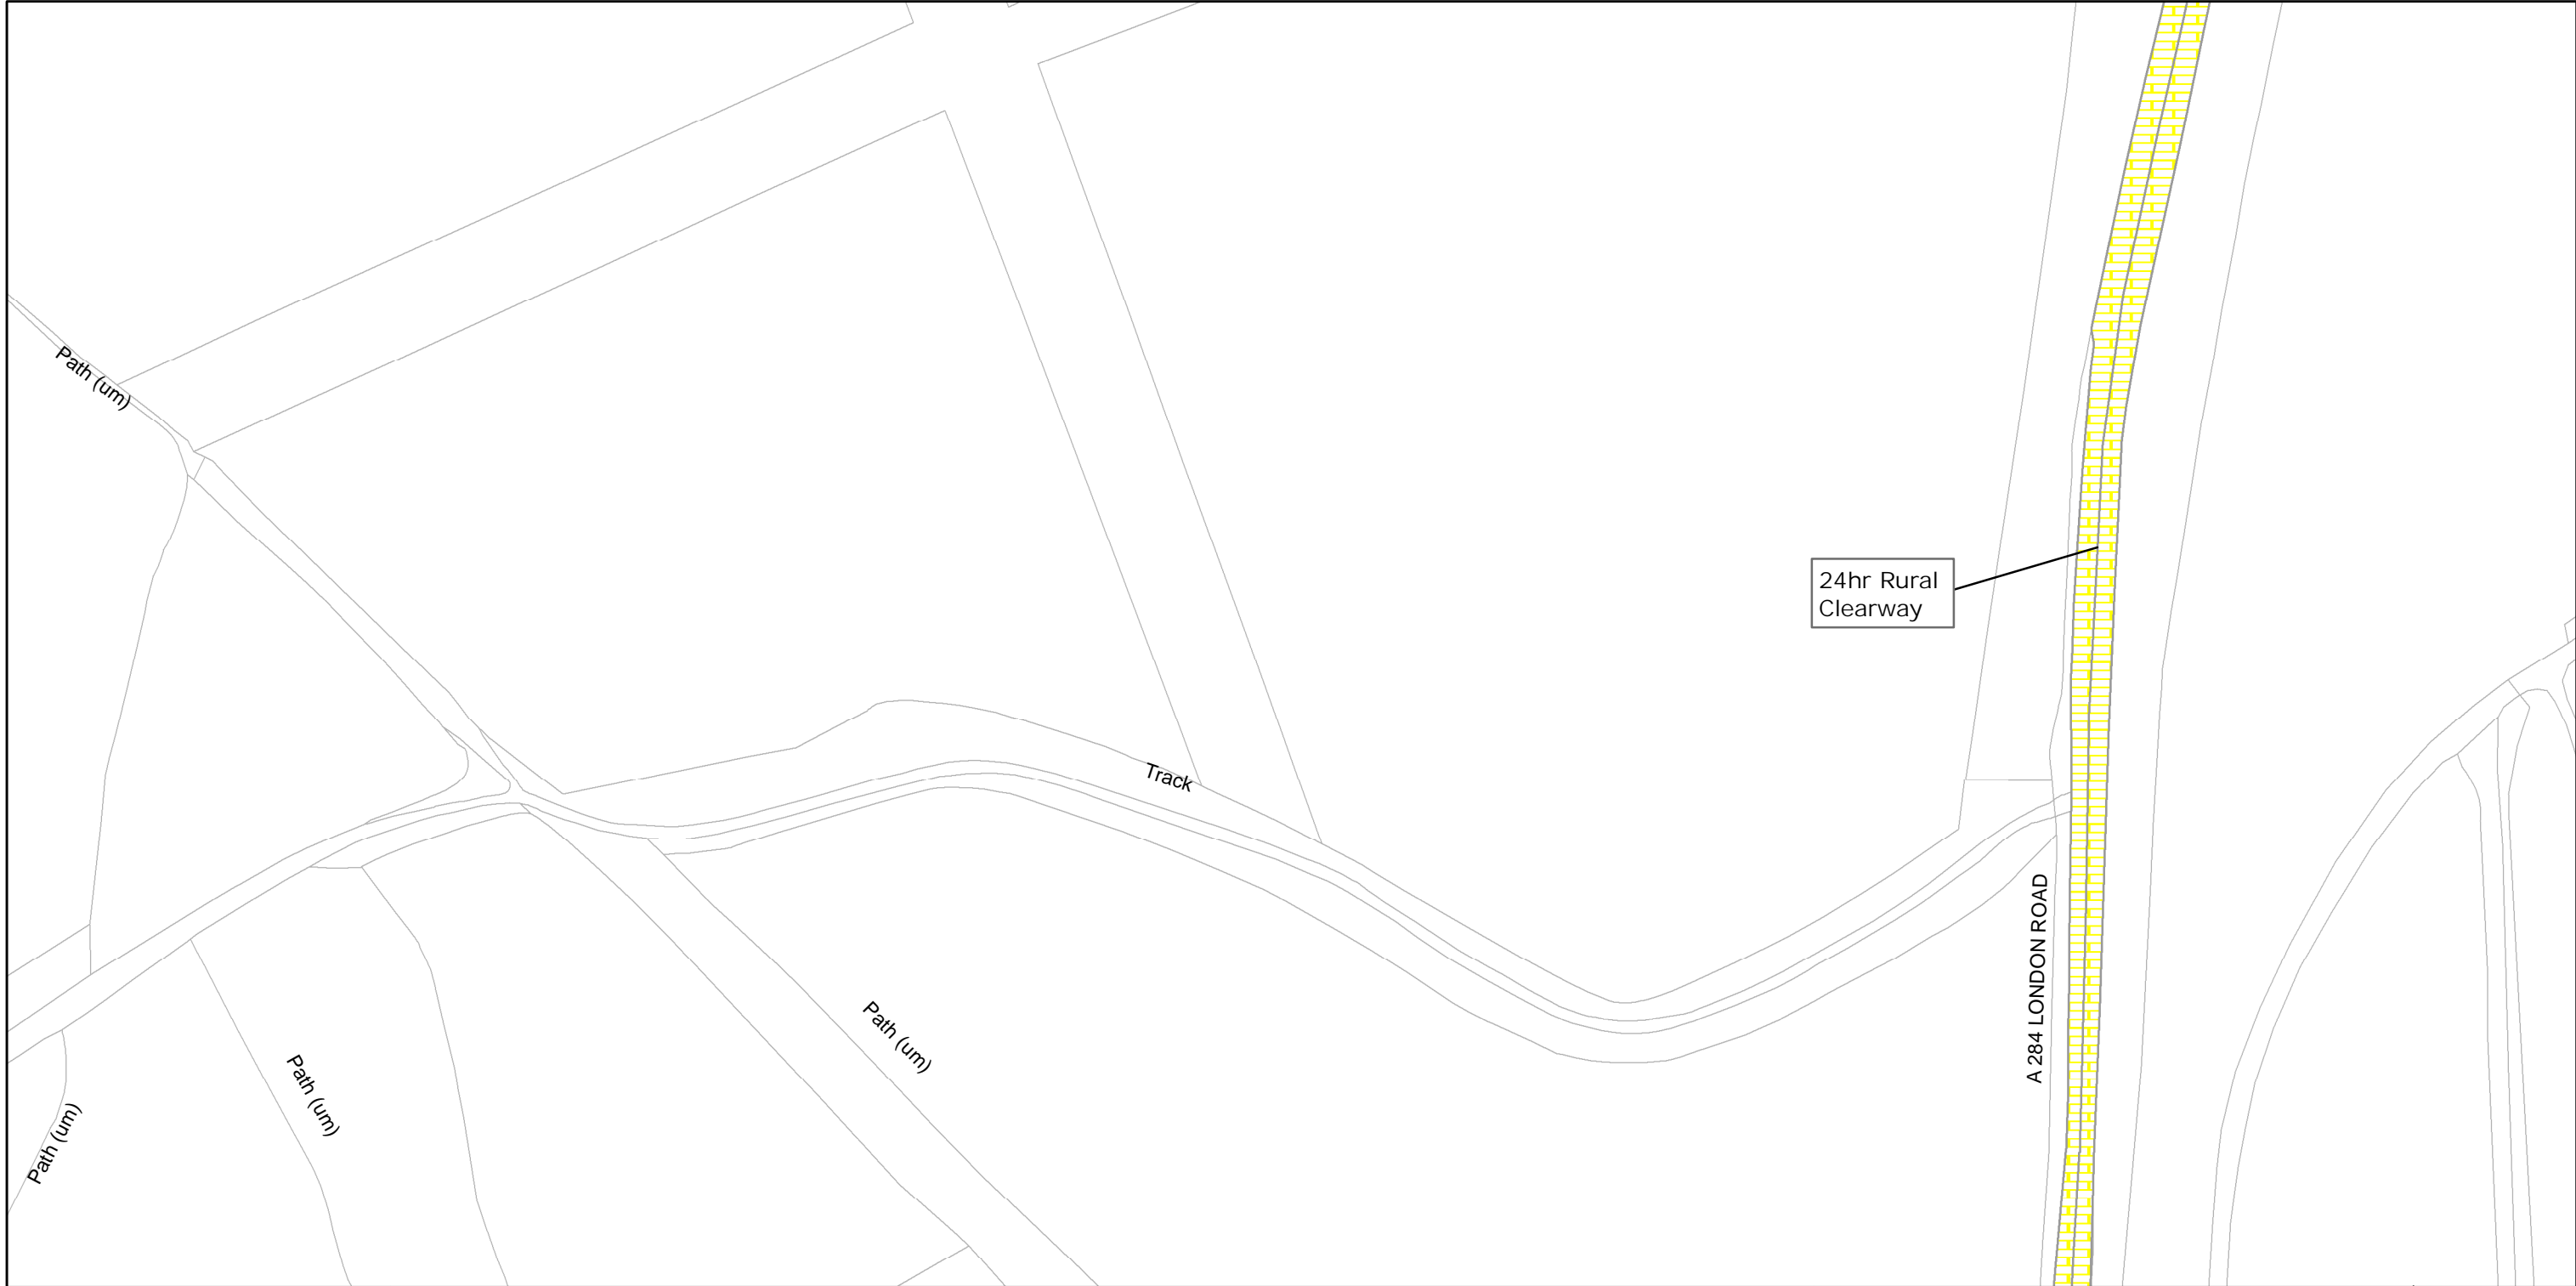 Path (um)
24hr Rural
Clearway
Track
A 284 LONDON ROAD
Path (um)
Path (um)
Path (um)